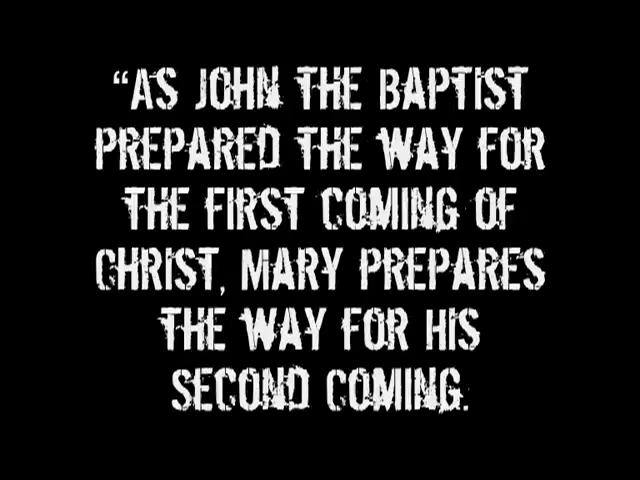 “AS JOHN THE BAPTIST
PREPARED THE WAY FOR
THE FIRST COMING OF
CHRIST, MARY PREPARES
THE WAY FOR HIS
SECOND COMING.